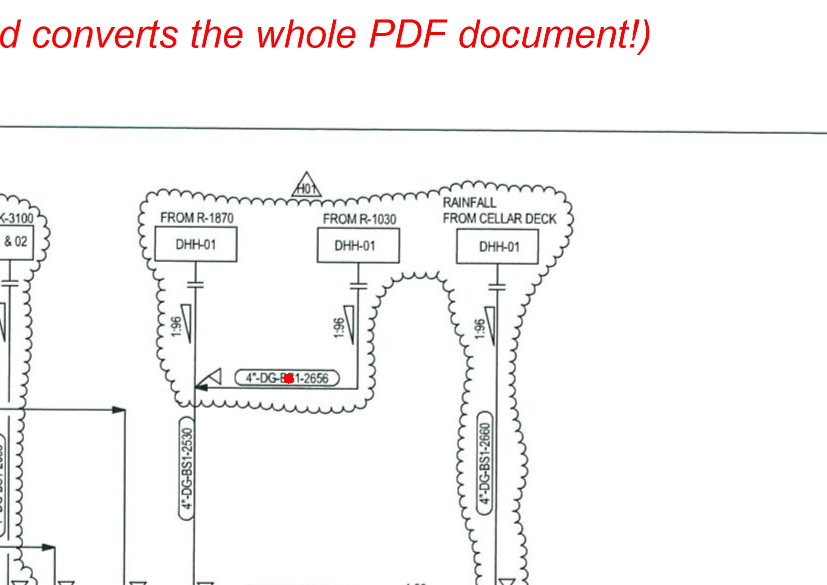 d converts the whole PDF document!)
H01
RAINFALL
K-3100
FROM R-1870
FROM R-1030
FROM CELLAR DECK
& 02
DHH-01
DHH-01
DHH-01
1:96
1:96
1:96
4"-DG-BS1-2656
4"-DG-BS1-2530
4"-DG-BS1-2660